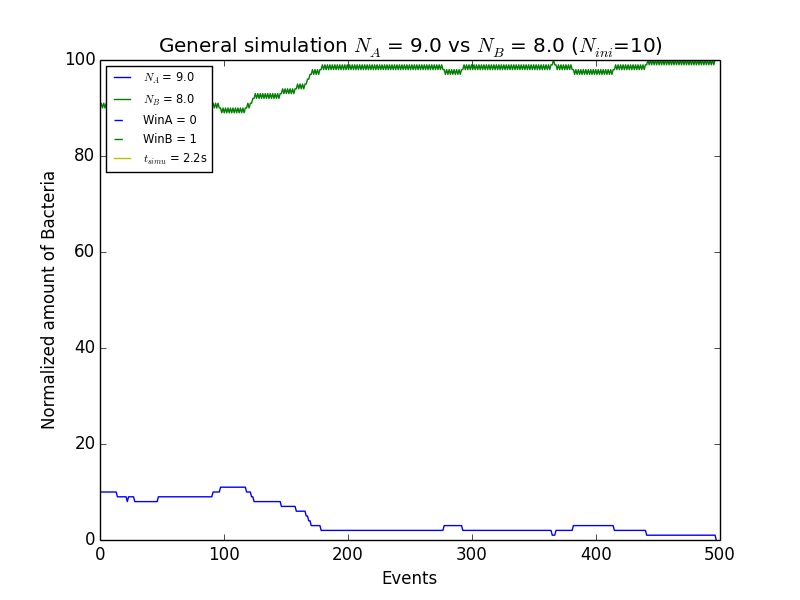 General simulation N_A = 9.0 vs N_B = 8.0 (N_ini=10)
100
N_A = 9.0
N_B = 8.0
WinA = 0
WinB = 1
t_simu = 2.2s
80
60
40
20
0
Normalized amount of Bacteria
0 100 200 300 400 500
Events